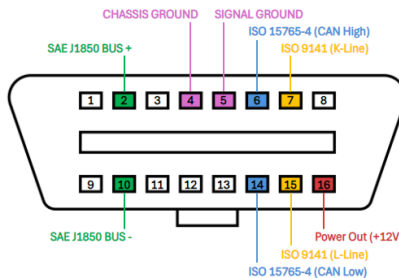 CHASSIS GROUND SIGNAL GROUND
ISO 15765-4 (CAN High)
SAE J1850 BUS + ISO 9141 (K-Line)
1 2 3 4 5 6 7 8
9 10 11 12 13 14 15 16
SAE J1850 BUS - Power Out (+12V
ISO 9141 (L-Line)
ISO 15765-4 (CAN Low)